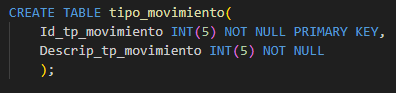 CREATE TABLE tipo_movimiento(
    Id_tp_movimiento INT(5) NOT NULL PRIMARY KEY,
    Descrip_tp_movimiento INT(5) NOT NULL
    );